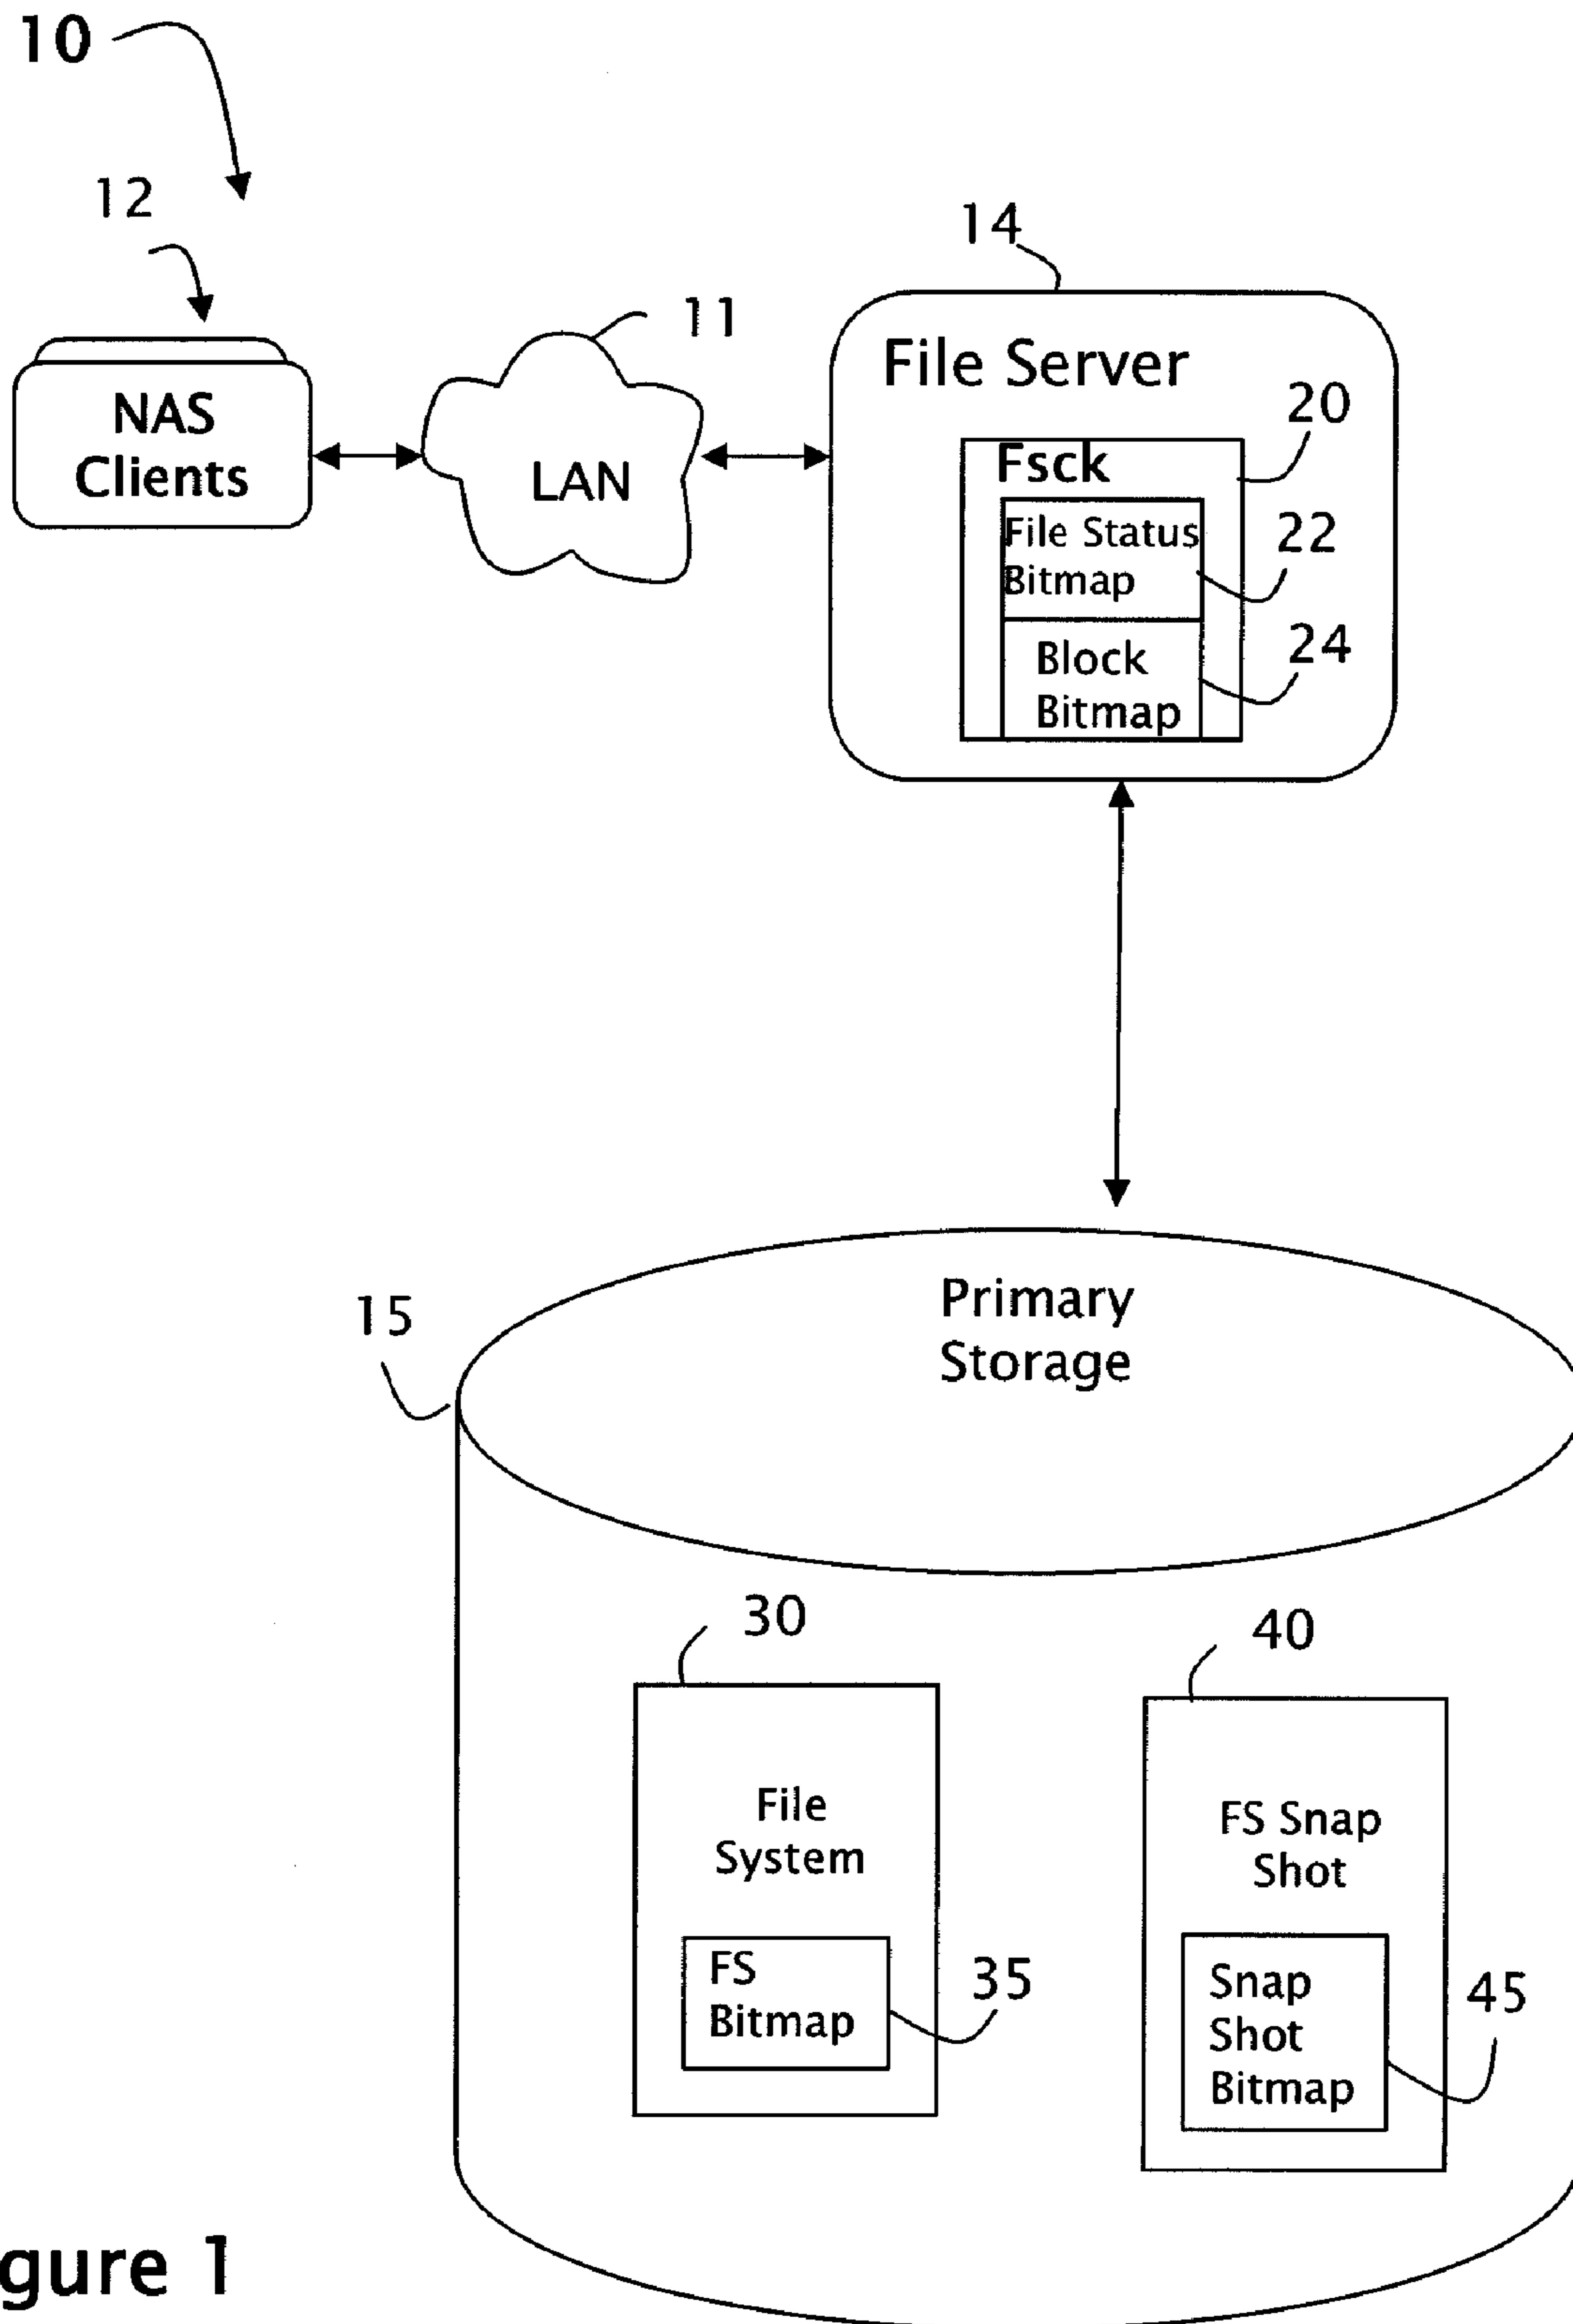 10
12
14
11
File Server
NAS
Clients
LAN
20
Fsck
File Status
Bitmap
22
Block
Bitmap
24
Primary
Storage
15
30
40
File
System
FS Snap
Shot
FS
Bitmap
35
Snap
Shot
Bitmap
45
gure 1